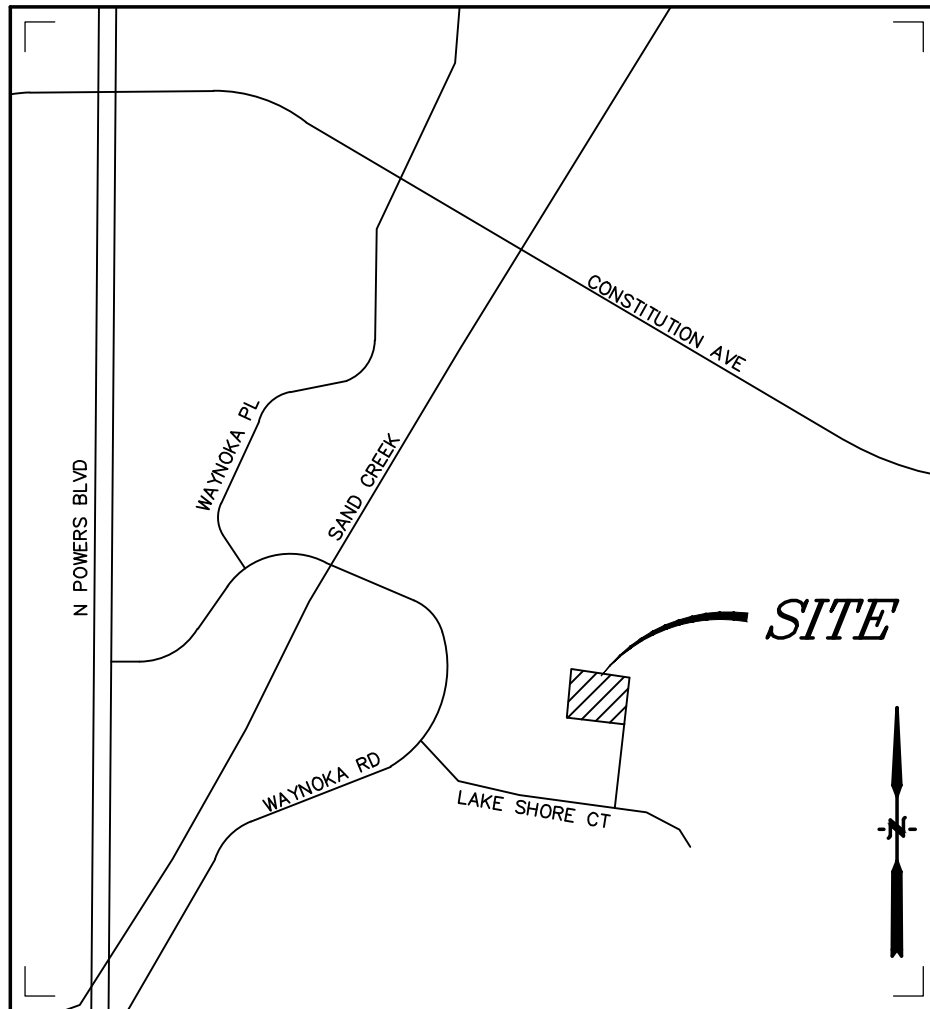 CONSTITUTION AVE
WAYNOKA PL
SAND CREEK
N POWERS BLVD
SITE
WAYNOKA RD
LAKE SHORE CT
N